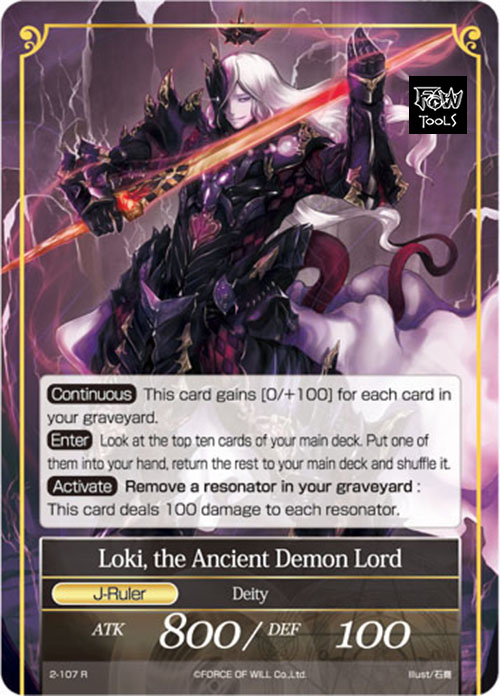 FOW
TOOLS
Continuous This card gains [0/+100] for each card in
your graveyard.
Enter Look at the top ten cards of your main deck. Put one of
them into your hand, return the rest to your main deck and shuffle it.
Activate Remove a resonator in your graveyard :
This card deals 100 damage to each resonator.
Loki, the Ancient Demon Lord
J-Ruler Deity
ATK 800 / DEF 100
2-107 R ©FORCE OF WILL Co.,Ltd. Illust/石膏